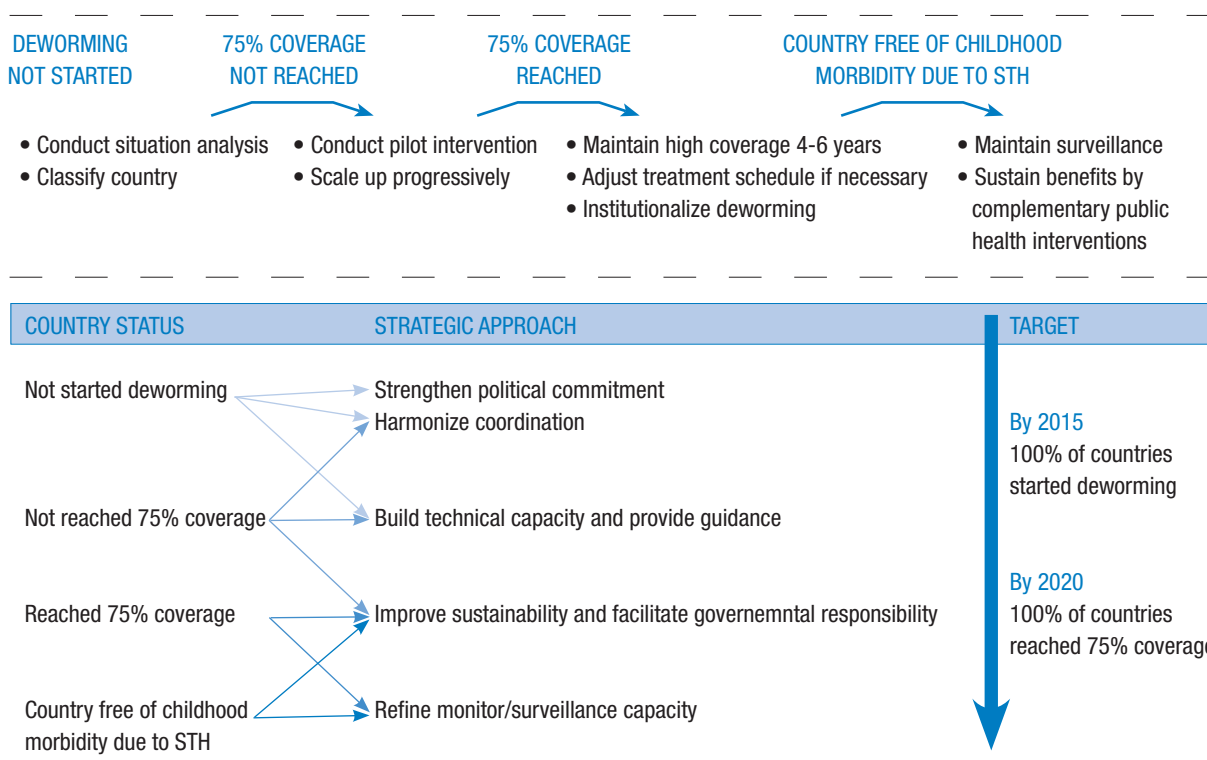 DEWORMING
NOT STARTED
75% COVERAGE
NOT REACHED
75% COVERAGE
REACHED
COUNTRY FREE OF CHILDHOOD
MORBIDITY DUE TO STH
• Conduct situation analysis
• Classify country
• Conduct pilot intervention
• Scale up progressively
• Maintain high coverage 4-6 years
• Adjust treatment schedule if necessary
• Institutionalize deworming
• Maintain surveillance
• Sustain benefits by
complementary public
health interventions
COUNTRY STATUS
STRATEGIC APPROACH
TARGET
Not started deworming
Not reached 75% coverage
Reached 75% coverage
Country free of childhood
morbidity due to STH
Strengthen political commitment
Harmonize coordination
Build technical capacity and provide guidance
Improve sustainability and facilitate governemntal responsibility
Refine monitor/surveillance capacity
By 2015
100% of countries
started deworming
By 2020
100% of countries
reached 75% coverage